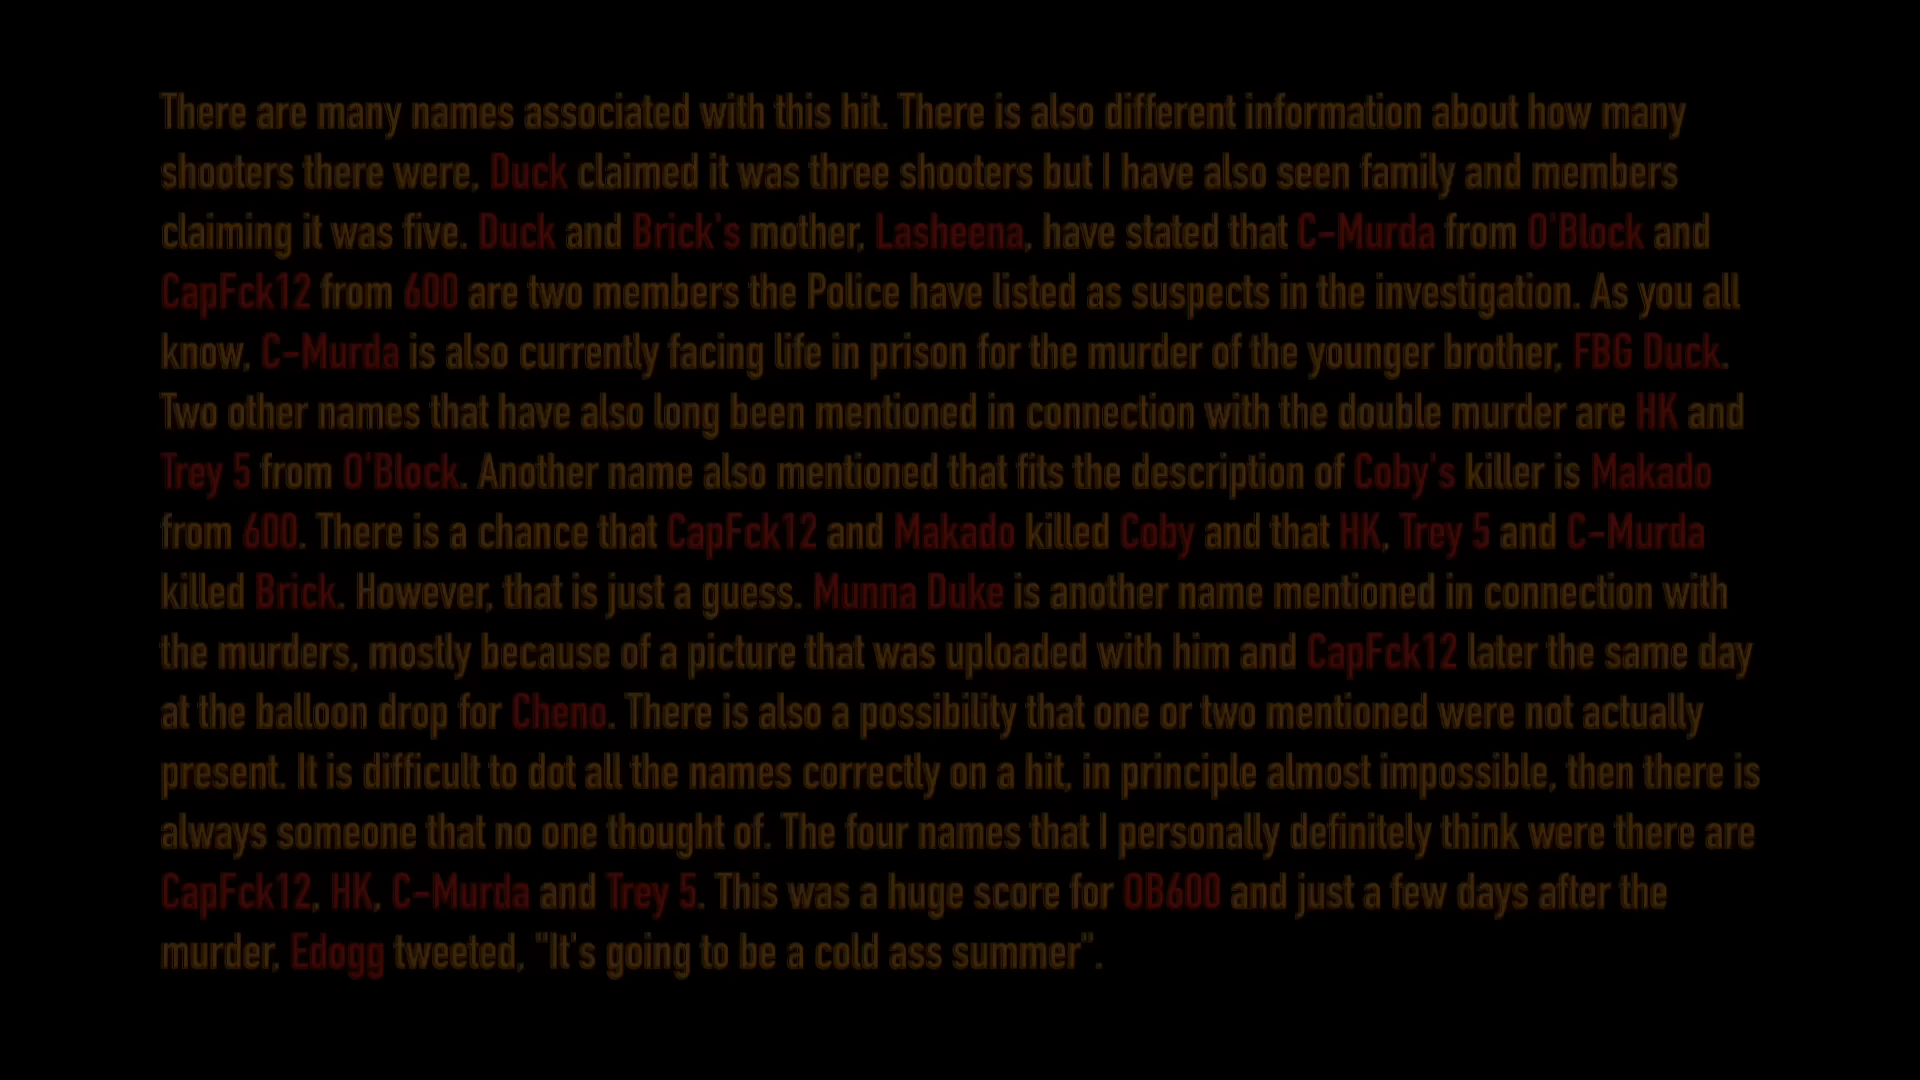 There are many names associated with this hit. There is also different information about how many
shooters there were, Duck claimed it was three shooters but I have also seen family and members
claiming it was five. Duck and Brick's mother, Lasheena, have stated that C-Murda from O'Block and
CapFck12 from 600 are two members the Police have listed as suspects in the investigation. As you all
know, C-Murda is also currently facing life in prison for the murder of the younger brother, FBG Duck.
Two other names that have also long been mentioned in connection with the double murder are HK and
Trey 5 from O'Block. Another name also mentioned that fits the description of Coby's killer is Makado
from 600. There is a chance that CapFck12 and Makado killed Coby and that HK, Trey 5 and C-Murda
killed Brick. However, that is just a guess. Munna Duke is another name mentioned in connection with
the murders, mostly because of a picture that was uploaded with him and CapFck12 later the same day
at the balloon drop for Cheno. There is also a possibility that one or two mentioned were not actually
present. It is difficult to dot all the names correctly on a hit, in principle almost impossible, then there is
always someone that no one thought of. The four names that I personally definitely think were there are
CapFck12, HK, C-Murda and Trey 5. This was a huge score for OB600 and just a few days after the
murder, Edogg tweeted, "It's going to be a cold ass summer".